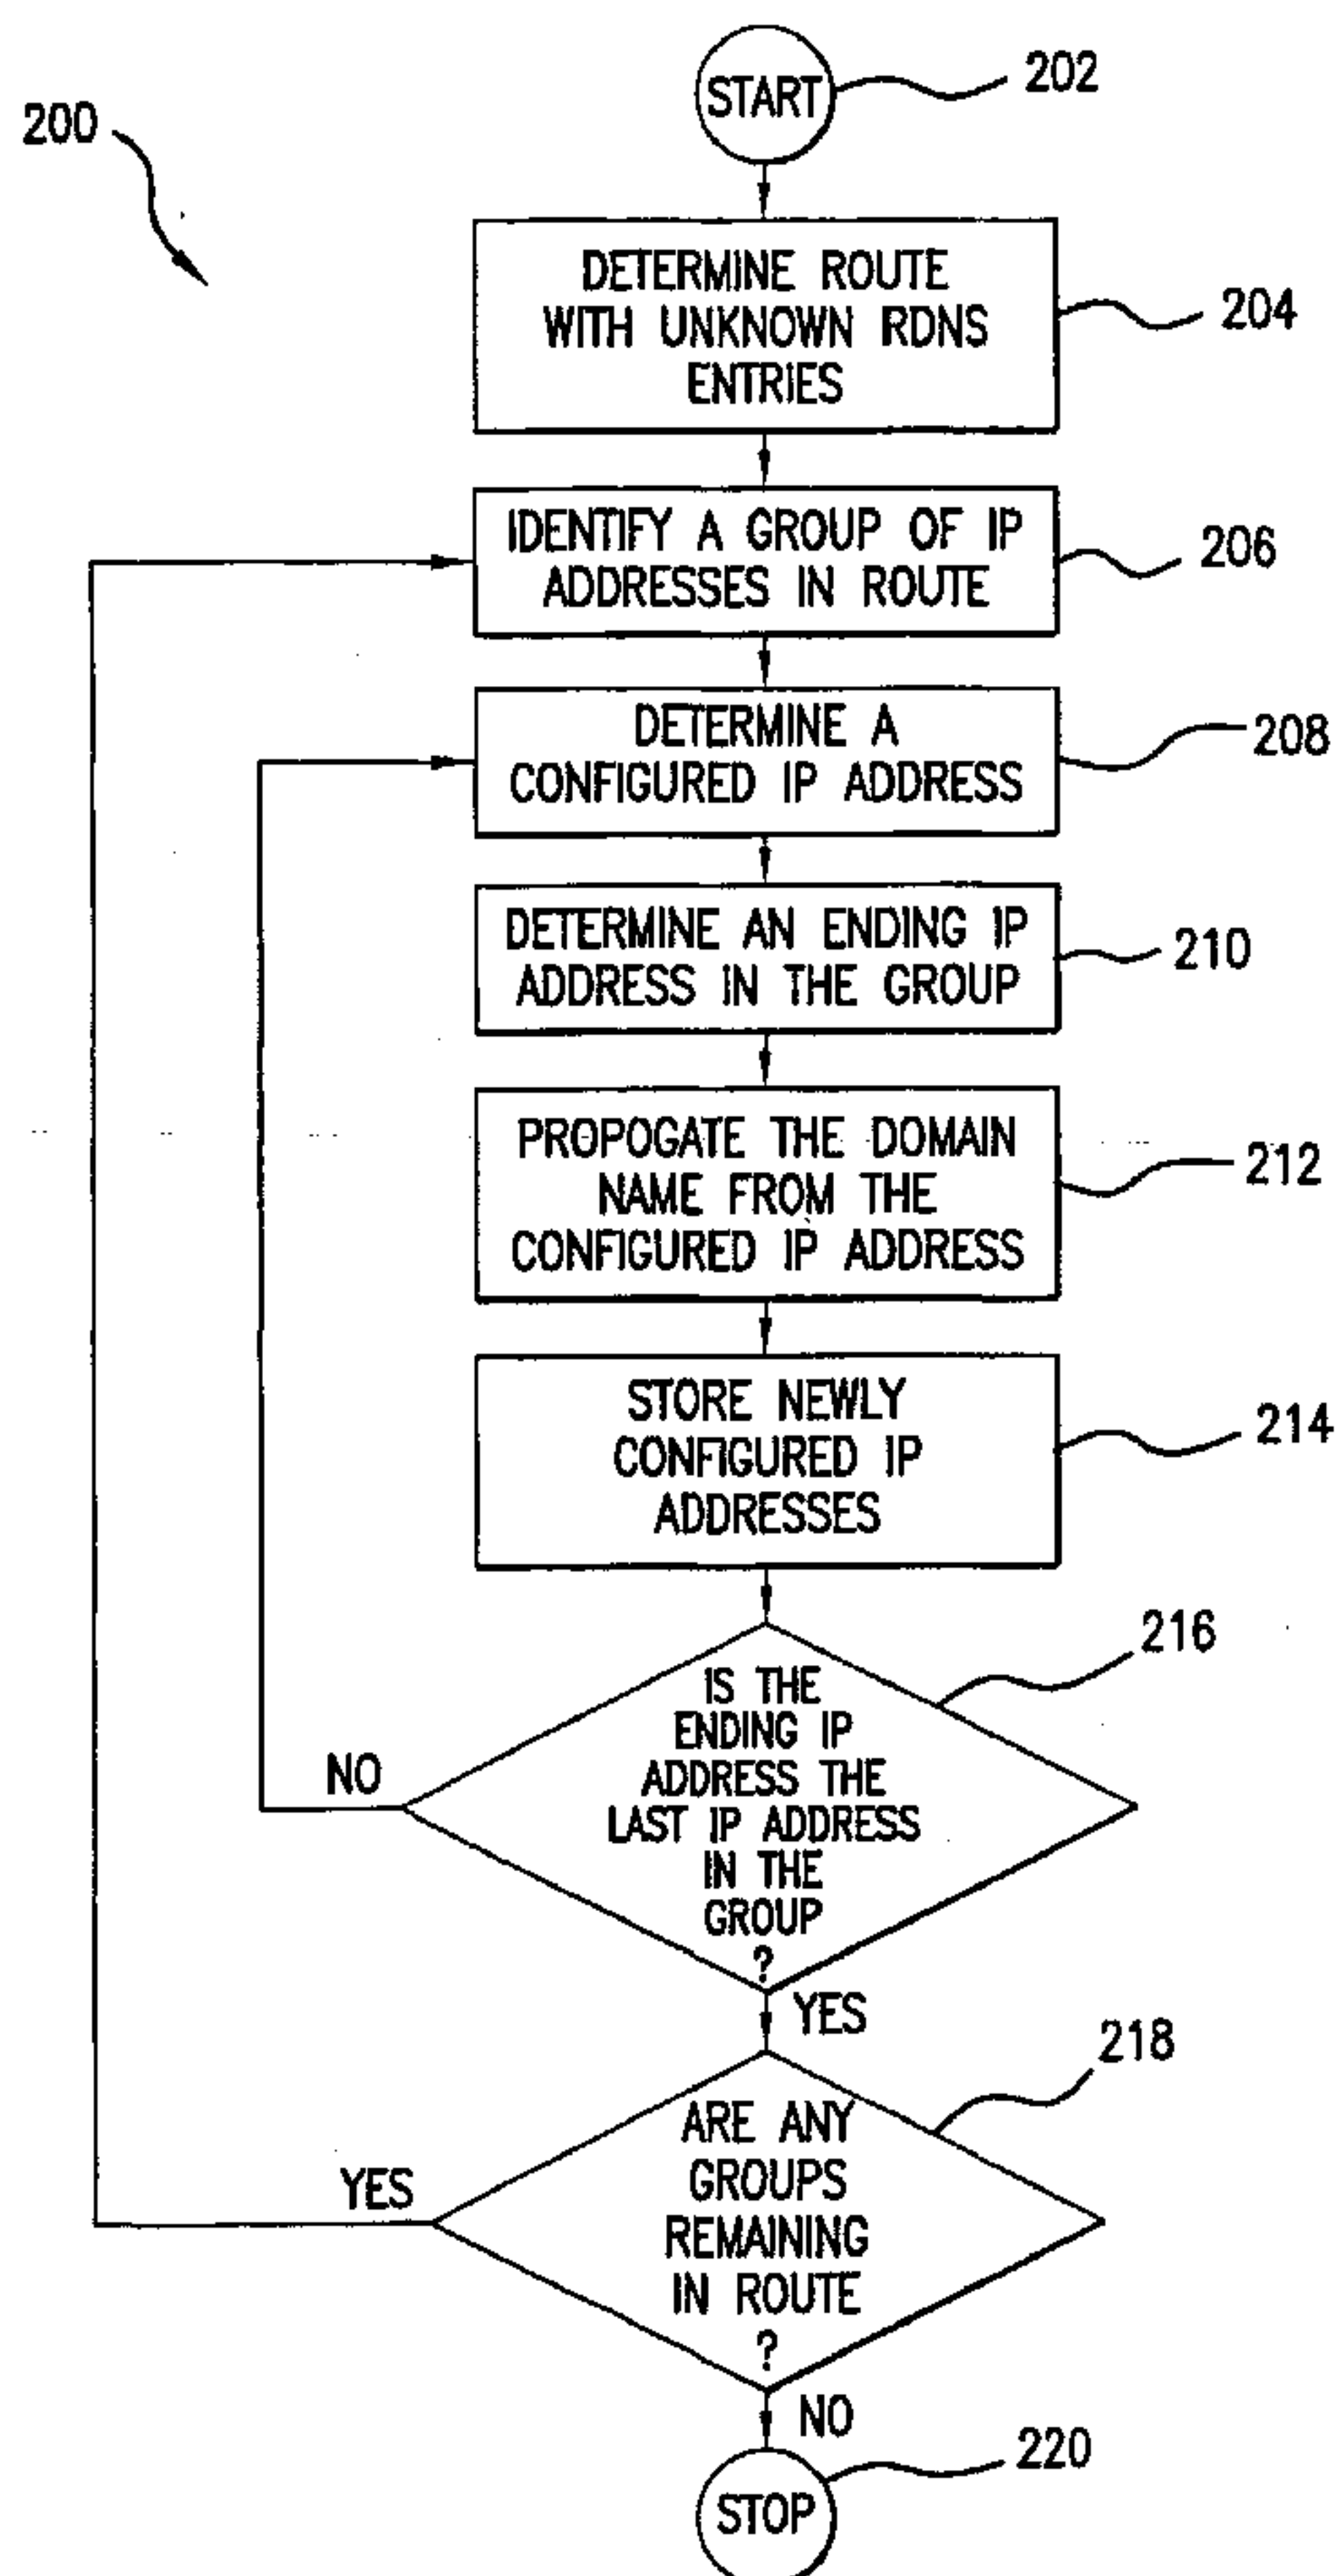 START
202
200
DETERMINE ROUTE
WITH UNKNOWN RDNS
ENTRIES
204
IDENTIFY A GROUP OF IP
ADDRESSES IN ROUTE
206
DETERMINE A
CONFIGURED IP ADDRESS
208
DETERMINE AN ENDING IP
ADDRESS IN THE GROUP
210
PROPOGATE THE DOMAIN
NAME FROM THE
CONFIGURED IP ADDRESS
212
STORE NEWLY
CONFIGURED IP
ADDRESSES
214
IS THE
ENDING IP
ADDRESS THE
LAST IP ADDRESS
IN THE
GROUP
?
216
NO
YES
ARE ANY
GROUPS
REMAINING
IN ROUTE
?
218
YES
NO
STOP
220